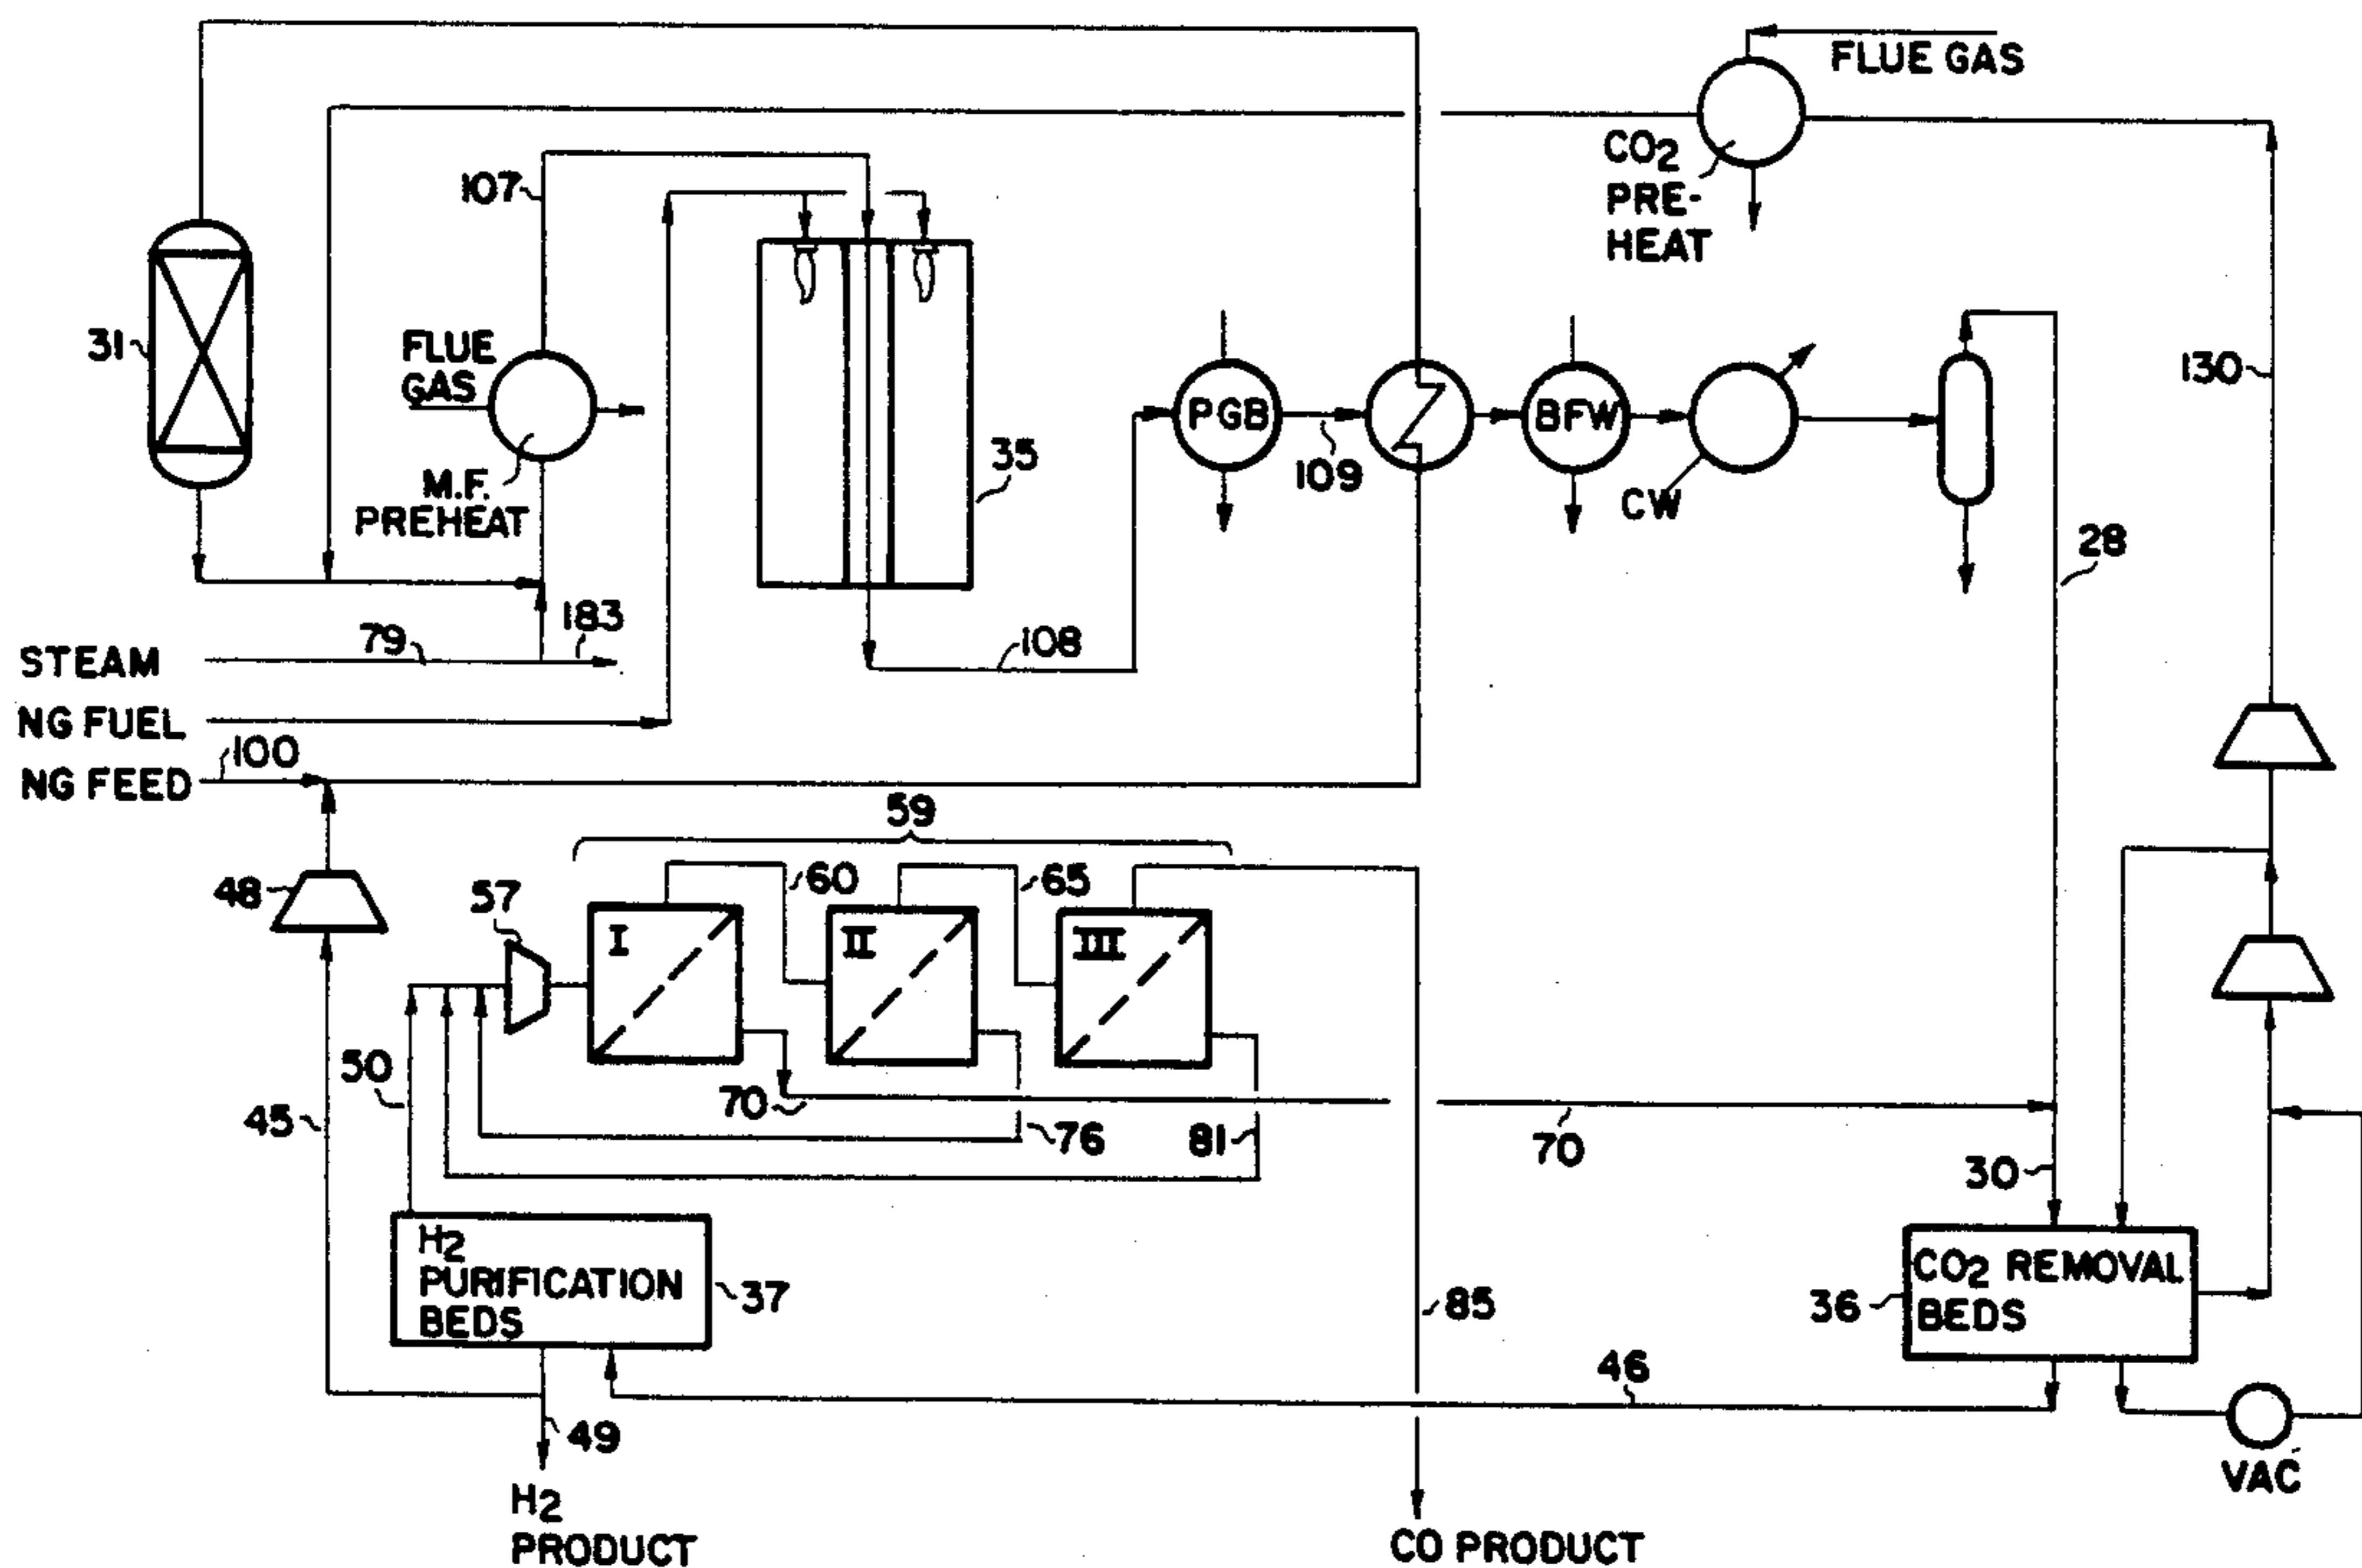 FLUE GAS
CO2
PRE-
HEAT
107
31
FLUE
GAS
M.F.
PREHEAT
35
PGB
109
BFW
CW
130
28
STEAM
79
183
108
NG FUEL
NG FEED
100
59
48
57
I
60
II
65
III
50
45
70
76
81
70
30
H2
PURIFICATION
BEDS
37
CO2 REMOVAL
BEDS
36
85
46
49
VAC
H2
PRODUCT
CO PRODUCT